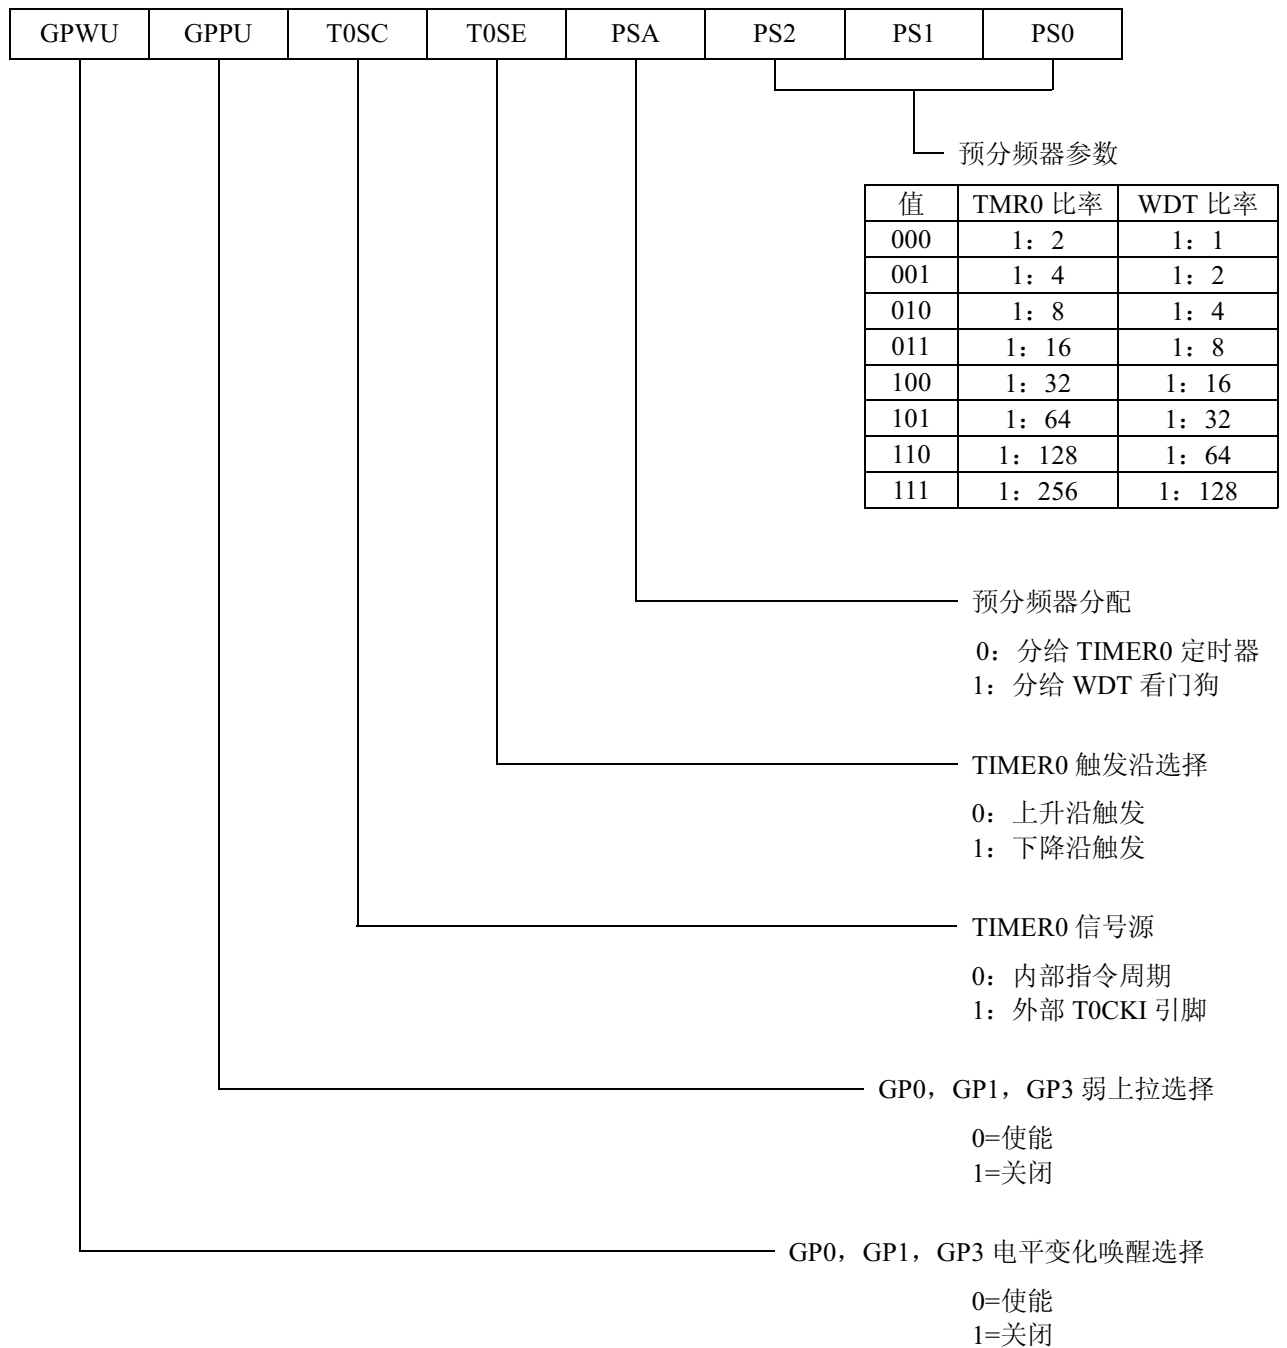 GPWU GPPU T0SC T0SE PSA PS2 PS1 PS0
预分频器参数
值 TMR0 比率 WDT 比率
000 1：2 1：1
001 1：4 1：2
010 1：8 1：4
011 1：16 1：8
100 1：32 1：16
101 1：64 1：32
110 1：128 1：64
111 1：256 1：128
预分频器分配
0：分给 TIMER0 定时器
1：分给 WDT 看门狗
TIMER0 触发沿选择
0：上升沿触发
1：下降沿触发
TIMER0 信号源
0：内部指令周期
1：外部 T0CKI 引脚
GP0，GP1，GP3 弱上拉选择
0=使能
1=关闭
GP0，GP1，GP3 电平变化唤醒选择
0=使能
1=关闭